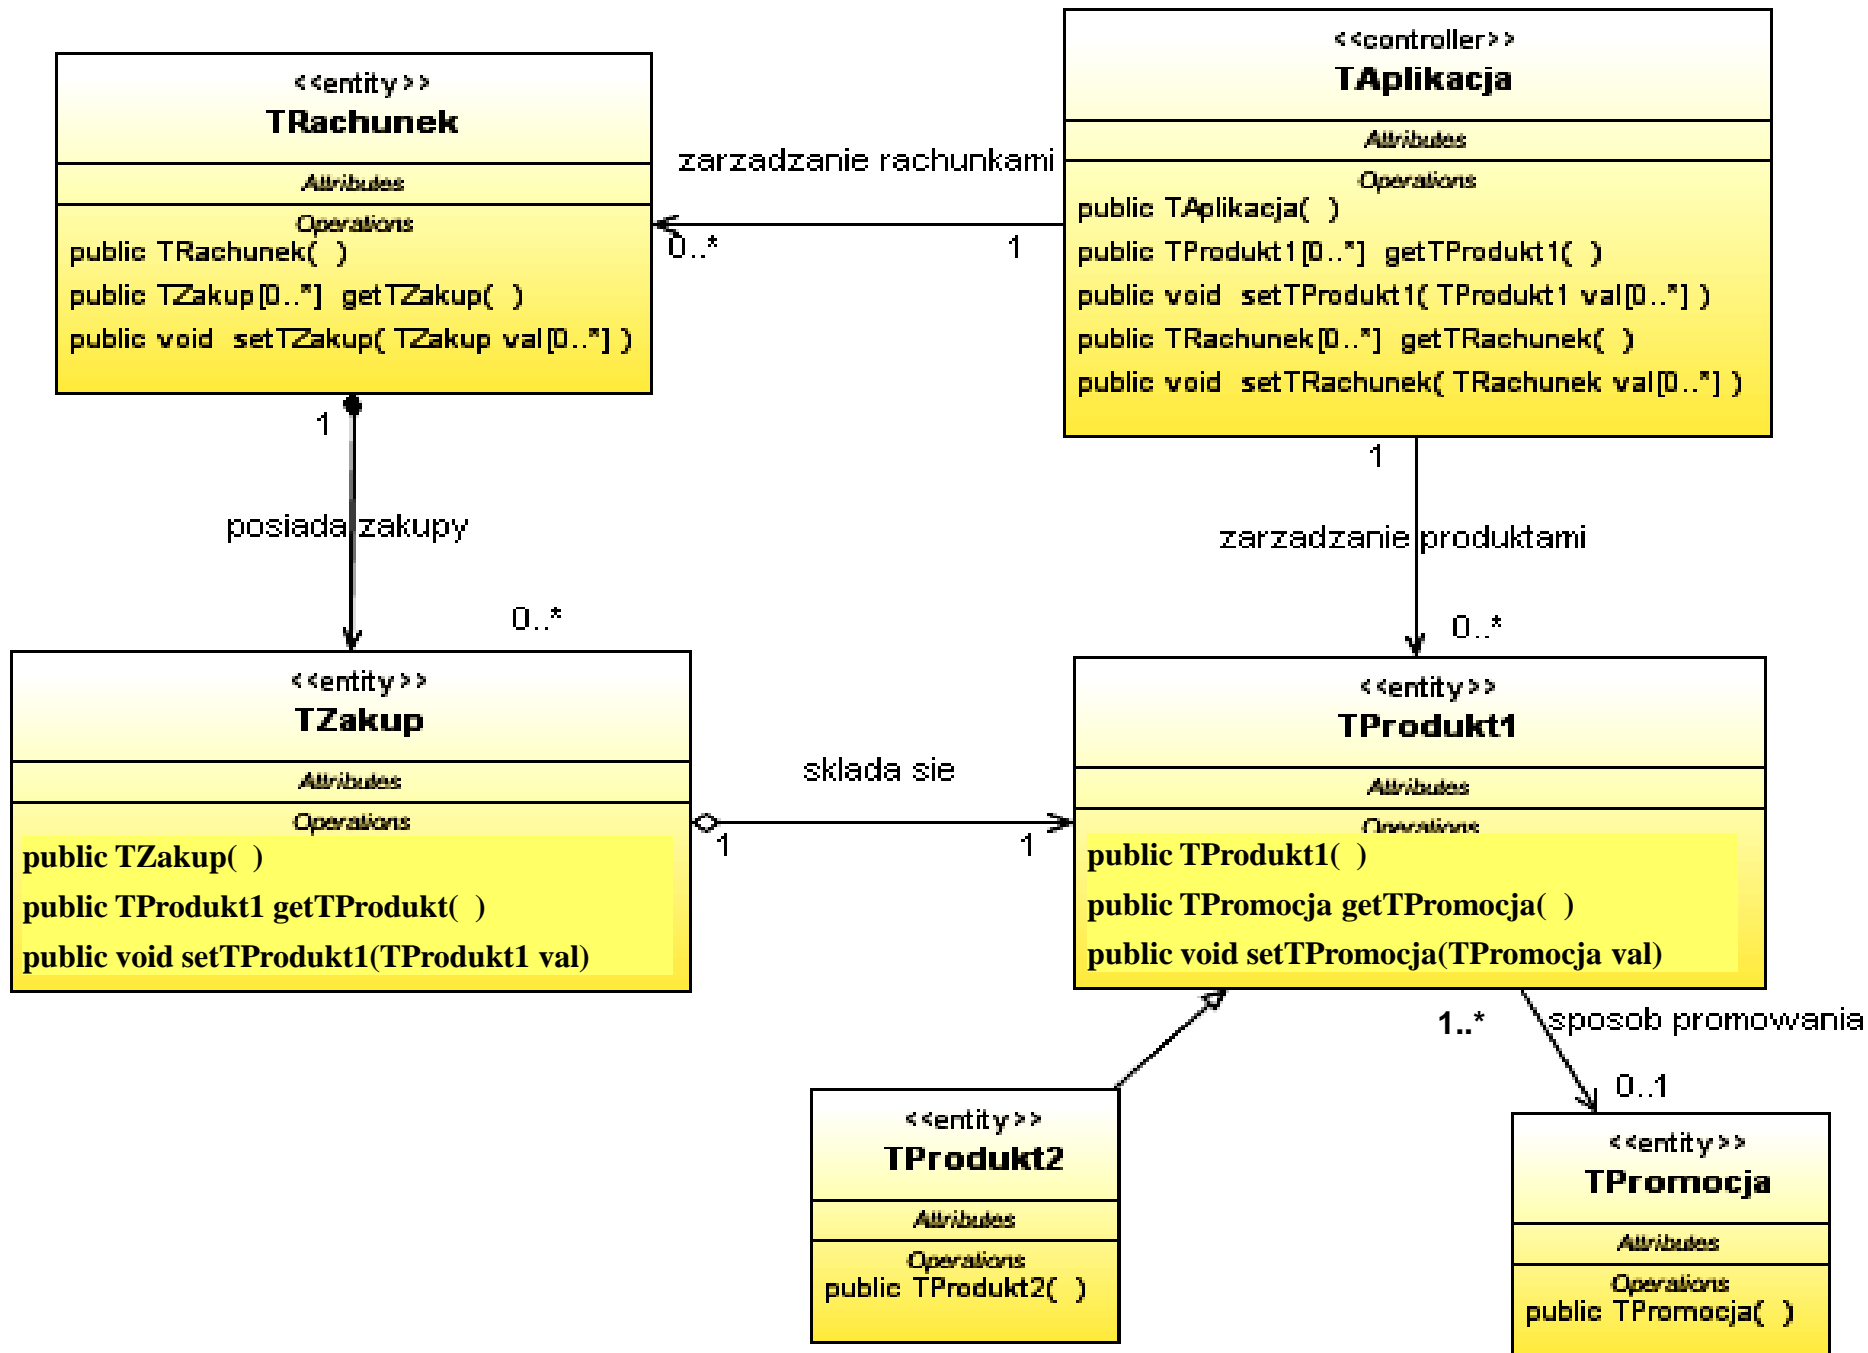 <<entity>>
TRachunek
Attributes
Operations
public TRachunek(  )
public TZakup[0..*]  getTZakup(  )
public void  setTZakup( TZakup val[0..*] )
<<controller>>
TAplikacja
Attributes
Operations
public TAplikacja(  )
public TProdukt1[0..*]  getTProdukt1(  )
public void  setTProdukt1( TProdukt1 val[0..*] )
public TRachunek[0..*]  getTRachunek(  )
public void  setTRachunek( TRachunek val[0..*] )
zarzadzanie rachunkami
0..*
1
1
posiada zakupy
0..*
1
zarzadzanie produktami
0..*
<<entity>>
TZakup
Attributes
Operations
public TZakup(  )
public TProdukt1 getTProdukt(  )
public void setTProdukt1(TProdukt1 val)
sklada sie
1
1
<<entity>>
TProdukt1
Attributes
Operations
public TProdukt1(  )
public TPromocja getTPromocja(  )
public void setTPromocja(TPromocja val)
1..*
sposob promowania
0..1
<<entity>>
TProdukt2
Attributes
Operations
public TProdukt2(  )
<<entity>>
TPromocja
Attributes
Operations
public TPromocja(  )